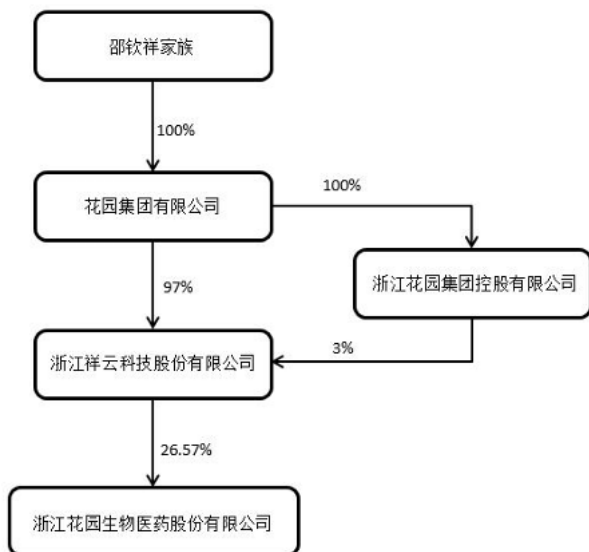 邵钦祥家族
100%
花园集团有限公司
100%
浙江花园集团控股有限公司
97%
3%
浙江祥云科技股份有限公司
26.57%
浙江花园生物医药股份有限公司